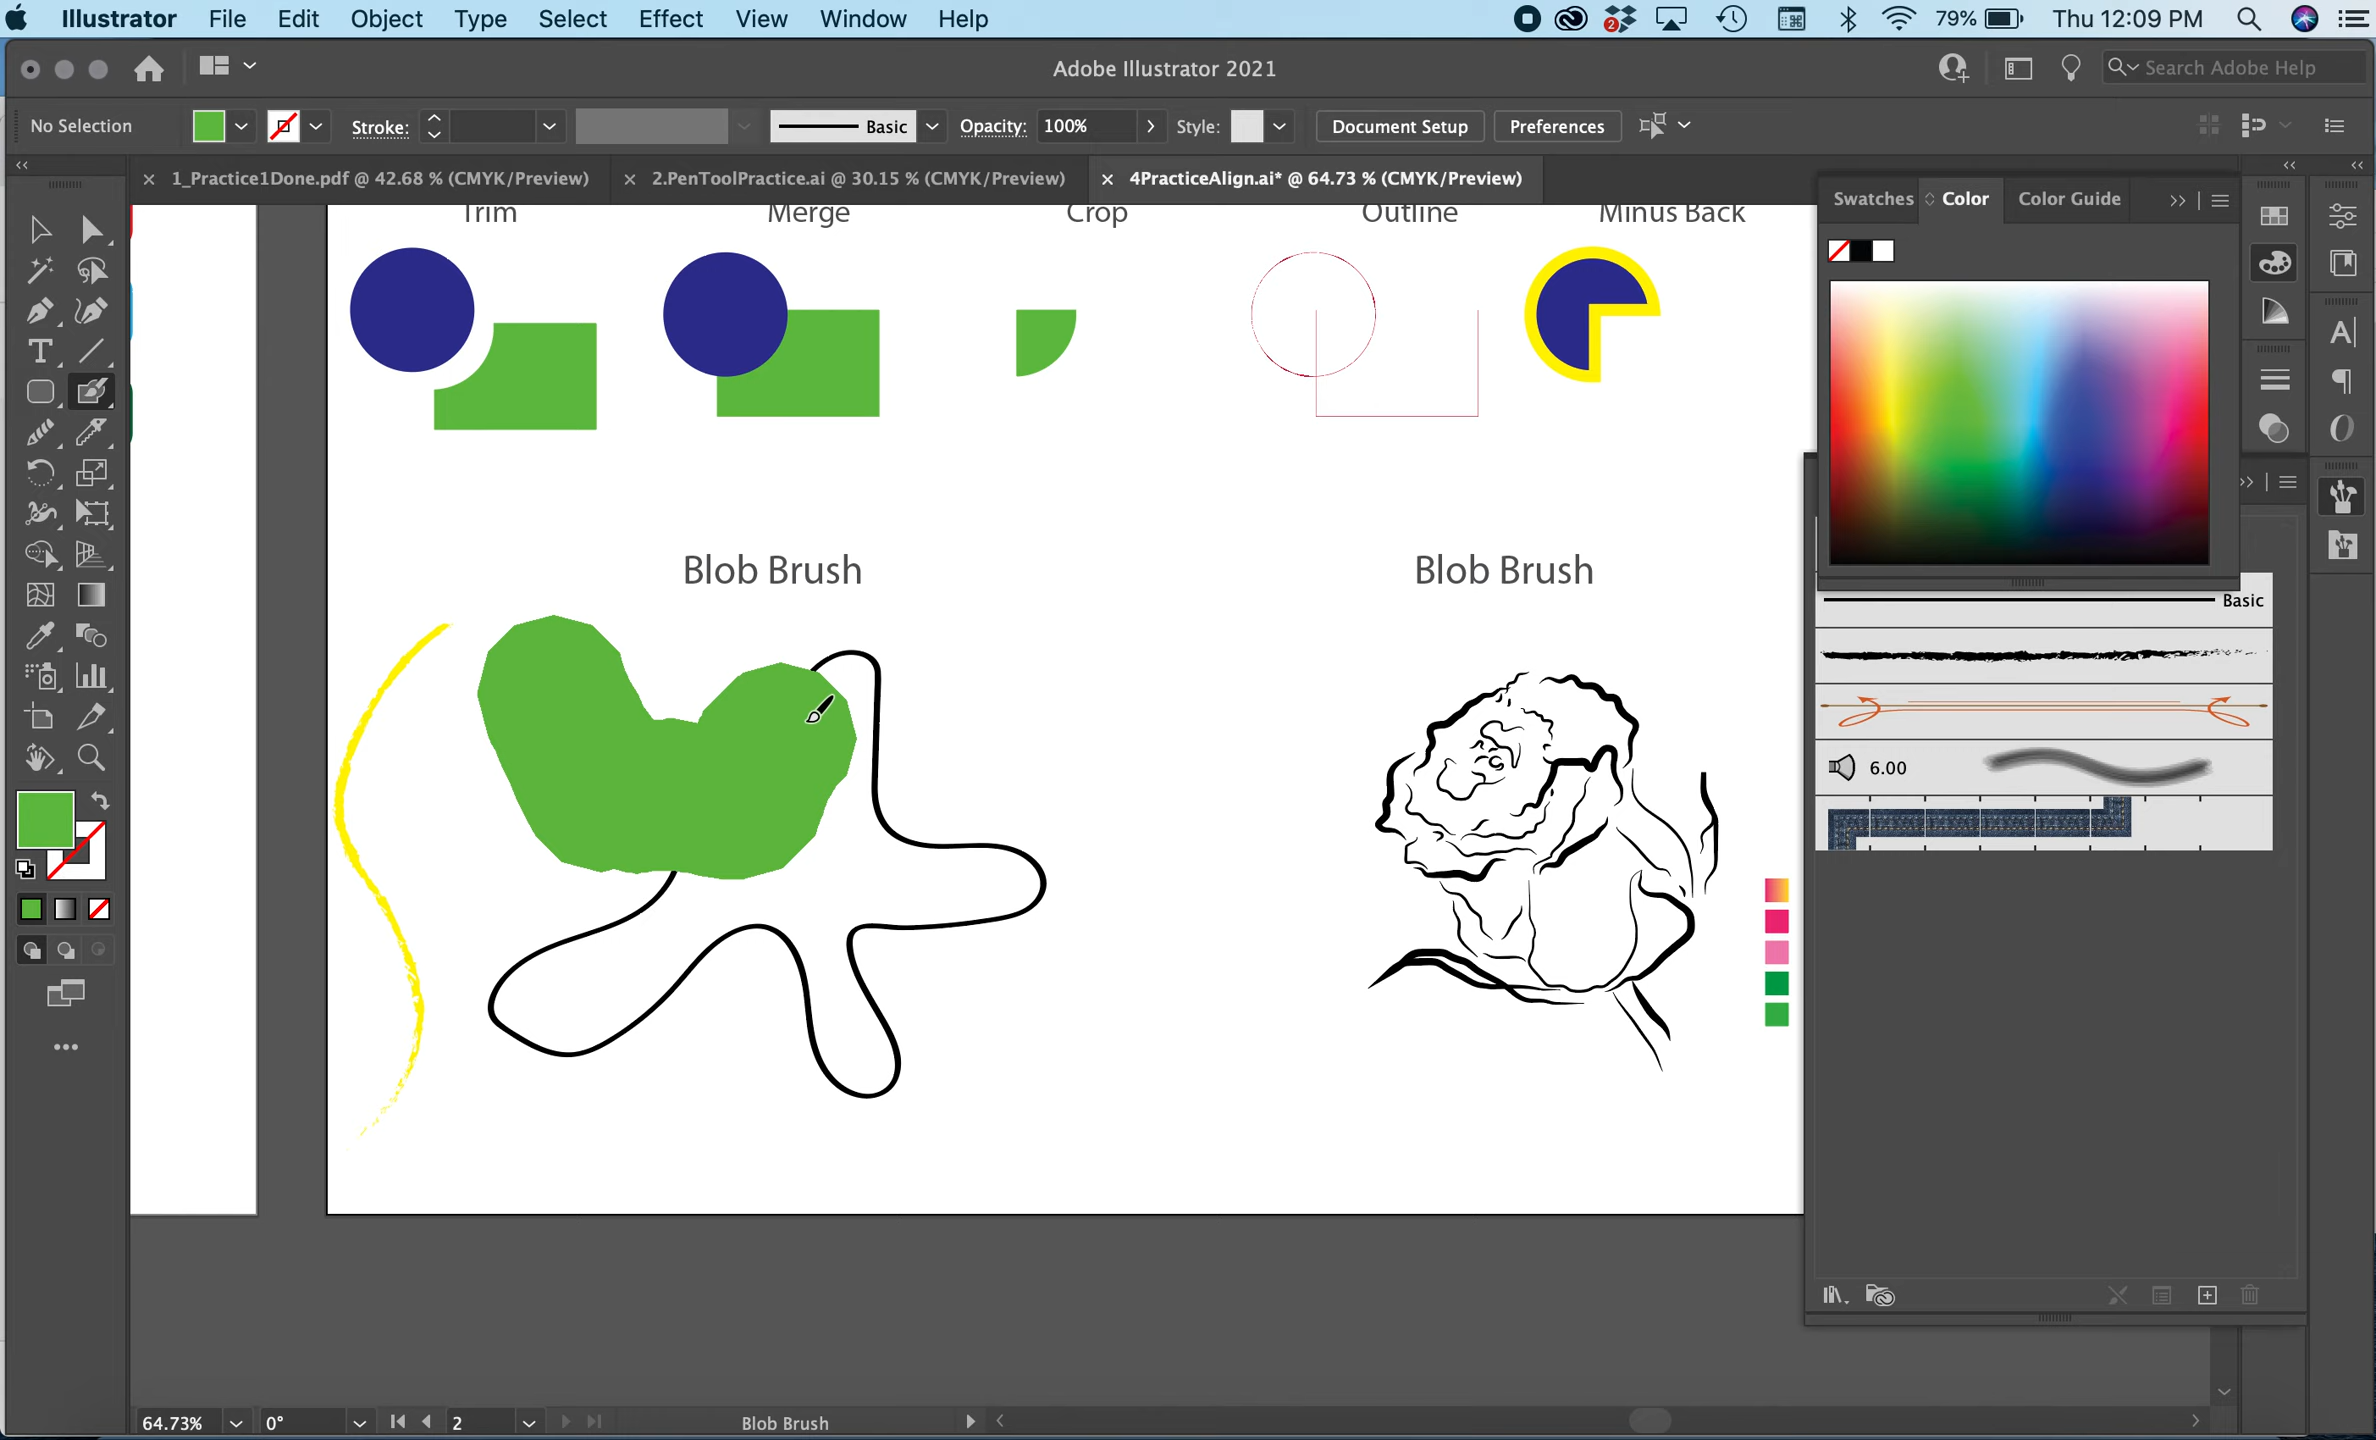 Illustrator File Edit Object Type Select Effect View Window Help 2 79% Thu 12:09 PM
Adobe Illustrator 2021 Search Adobe Help
No Selection Stroke: Basic Opacity: 100% Style: Document Setup Preferences
1_Practice1Done.pdf @ 42.68 % (CMYK/Preview) 2.PenToolPractice.ai @ 30.15 % (CMYK/Preview) 4PracticeAlign.ai* @ 64.73 % (CMYK/Preview)
Swatches Color Color Guide
Trim Merge Crop Outline Minus Back
Blob Brush Blob Brush
Basic
6.00
64.73% 0° 2 Blob Brush